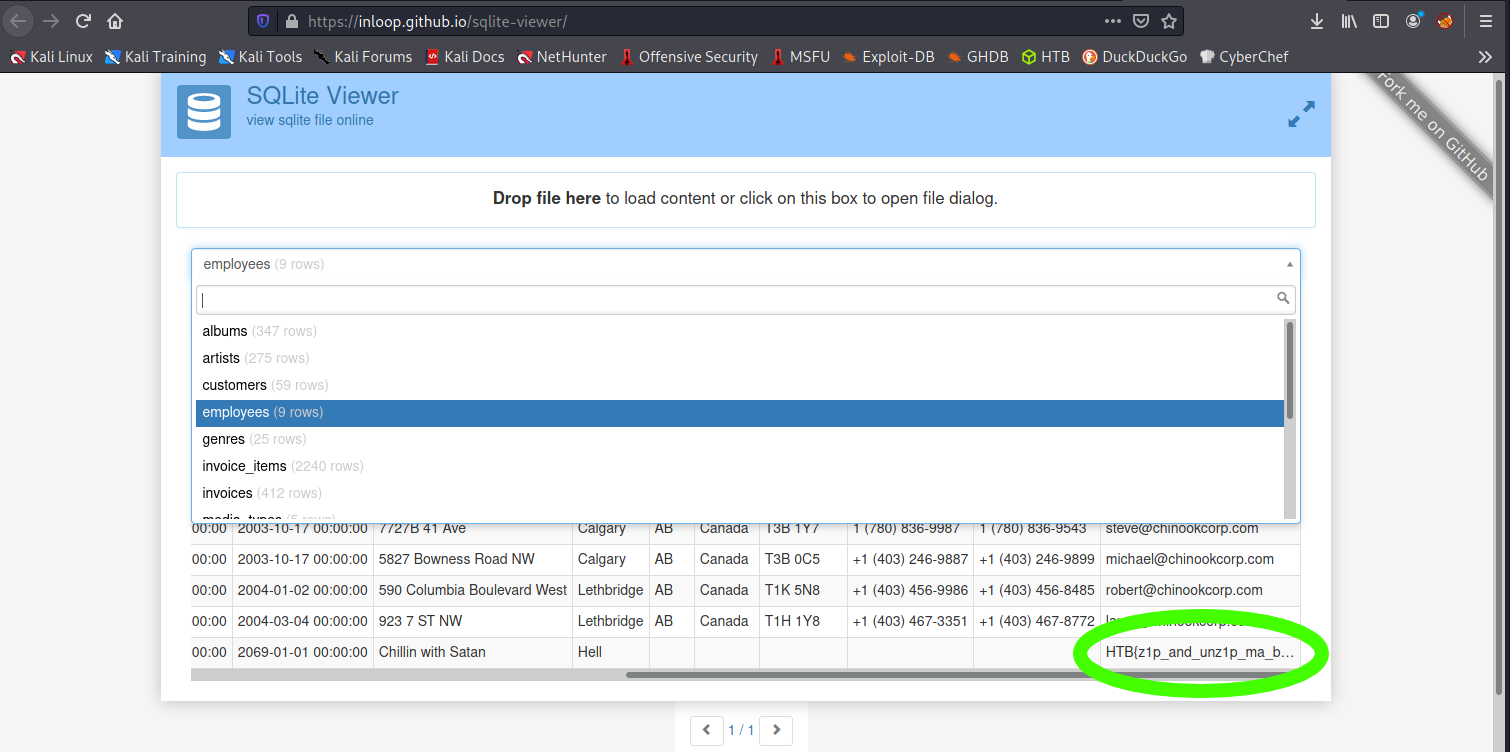 https://inloop.github.io/sqlite-viewer/
Kali Linux Kali Training Kali Tools Kali Forums Kali Docs NetHunter Offensive Security MSFU Exploit-DB GHDB HTB DuckDuckGo CyberChef
SQLite Viewer
view sqlite file online
Fork me on GitHub
Drop file here to load content or click on this box to open file dialog.
employees (9 rows)
albums (347 rows)
artists (275 rows)
customers (59 rows)
employees (9 rows)
genres (25 rows)
invoice_items (2240 rows)
invoices (412 rows)
media_types (5 rows)
00:00 2003-10-17 00:00:00 7727B 41 Ave Calgary AB Canada T3B 1Y7 1 (780) 836-9987 1 (780) 836-9543 steve@chinookcorp.com
00:00 2003-10-17 00:00:00 5827 Bowness Road NW Calgary AB Canada T3B 0C5 +1 (403) 246-9887 +1 (403) 246-9899 michael@chinookcorp.com
00:00 2004-01-02 00:00:00 590 Columbia Boulevard West Lethbridge AB Canada T1K 5N8 +1 (403) 456-9986 +1 (403) 456-8485 robert@chinookcorp.com
00:00 2004-03-04 00:00:00 923 7 ST NW Lethbridge AB Canada T1H 1Y8 +1 (403) 467-3351 +1 (403) 467-8772
00:00 2069-01-01 00:00:00 Chillin with Satan Hell HTB{z1p_and_unz1p_ma_b...
1 / 1